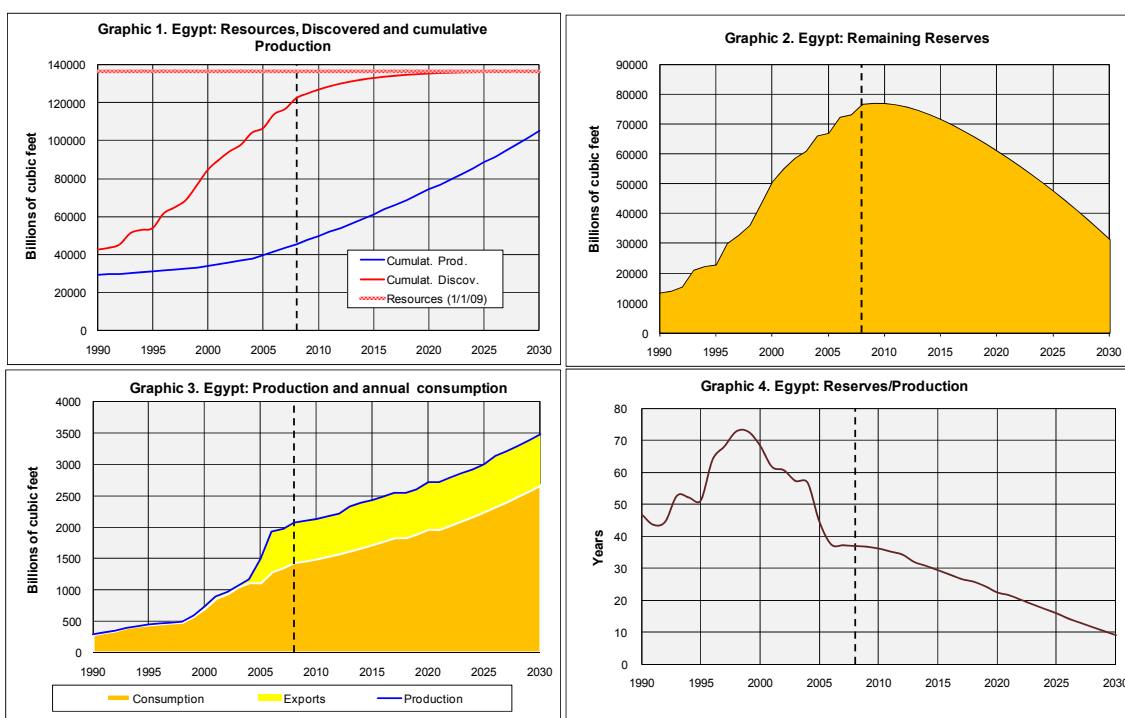 Graphic 1. Egypt: Resources, Discovered and cumulative
Production
Billions of cubic feet
140000
120000
100000
80000
60000
40000
20000
0
Cumulat. Prod.
Cumulat. Discov.
Resources (1/1/09)
1990 1995 2000 2005 2010 2015 2020 2025 2030
Graphic 2. Egypt: Remaining Reserves
Billions of cubic feet
90000
80000
70000
60000
50000
40000
30000
20000
10000
0
1990 1995 2000 2005 2010 2015 2020 2025 2030
Graphic 3. Egypt: Production and annual consumption
Billions of cubic feet
4000
3500
3000
2500
2000
1500
1000
500
0
1990 1995 2000 2005 2010 2015 2020 2025 2030
Consumption Exports Production
Graphic 4. Egypt: Reserves/Production
Years
80
70
60
50
40
30
20
10
0
1990 1995 2000 2005 2010 2015 2020 2025 2030